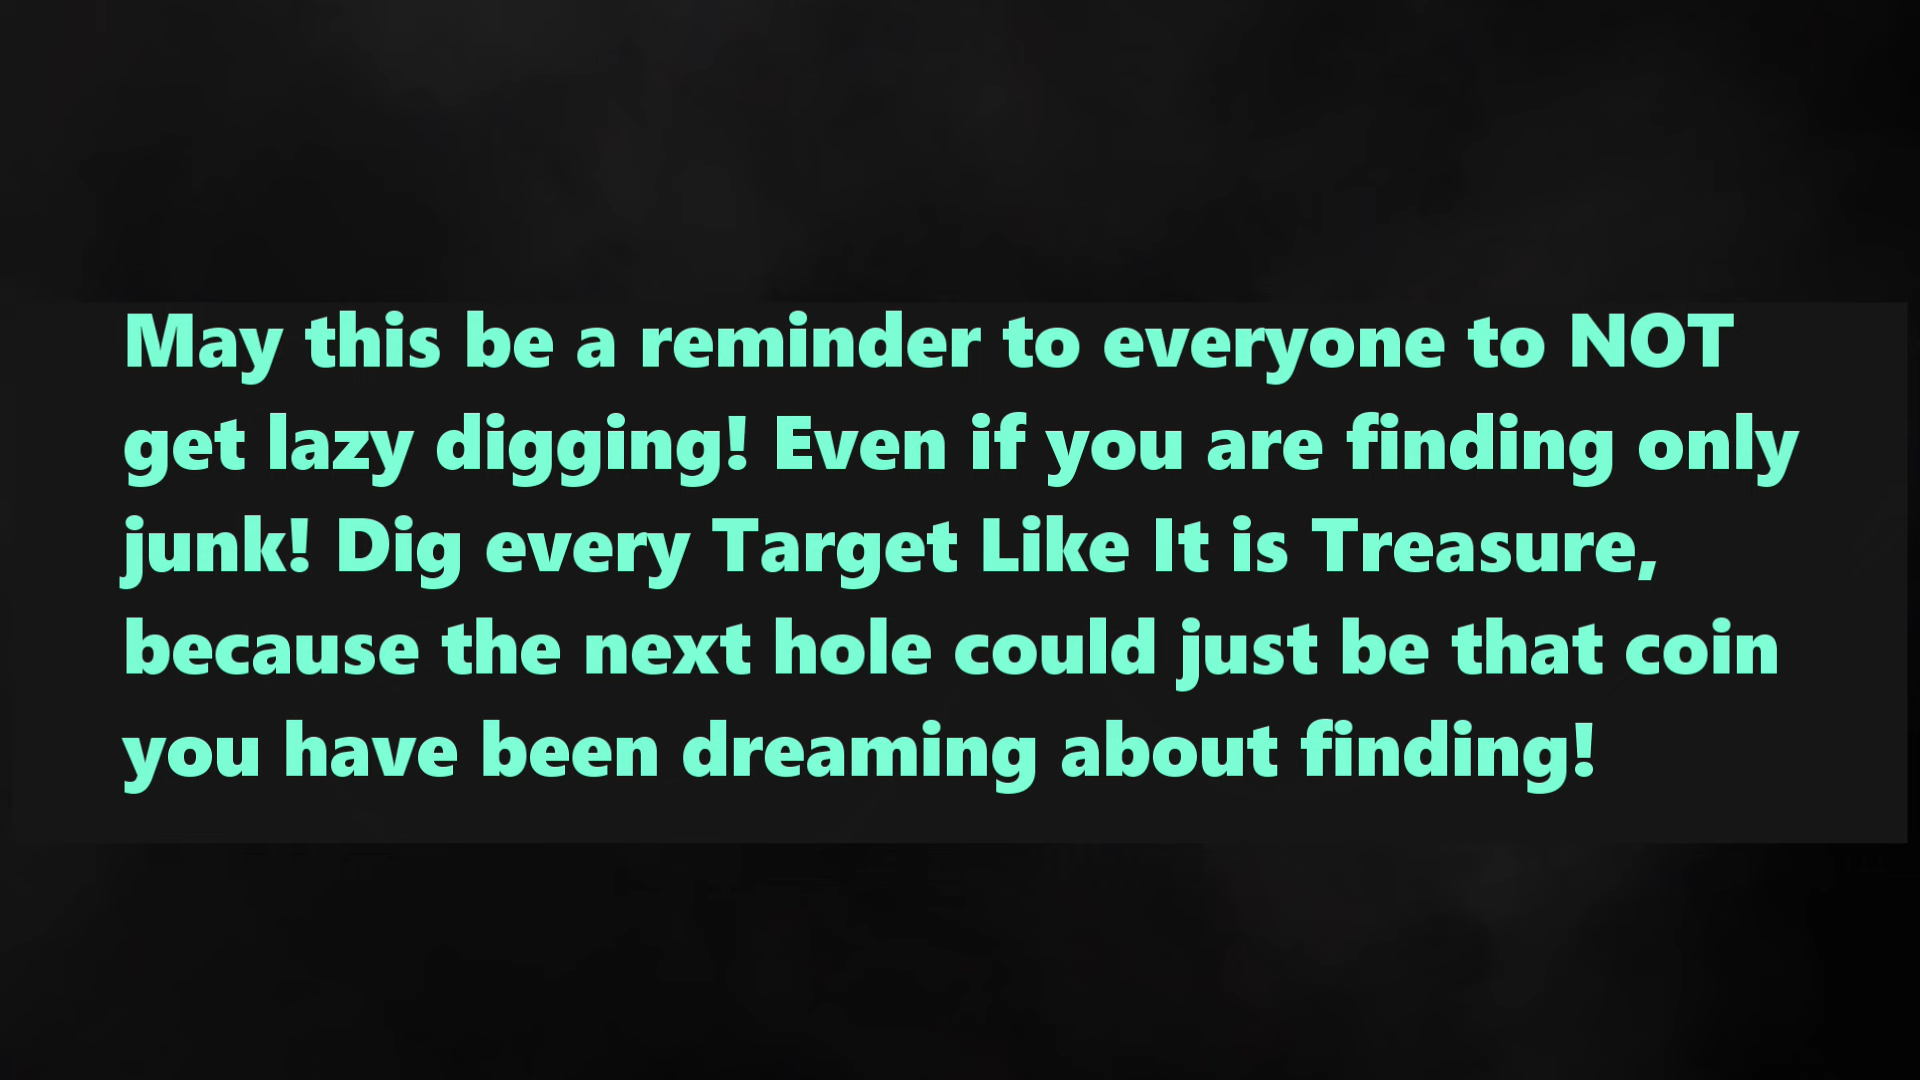 May this be a reminder to everyone to NOT
get lazy digging! Even if you are finding only
junk! Dig every Target Like It is Treasure,
because the next hole could just be that coin
you have been dreaming about finding!